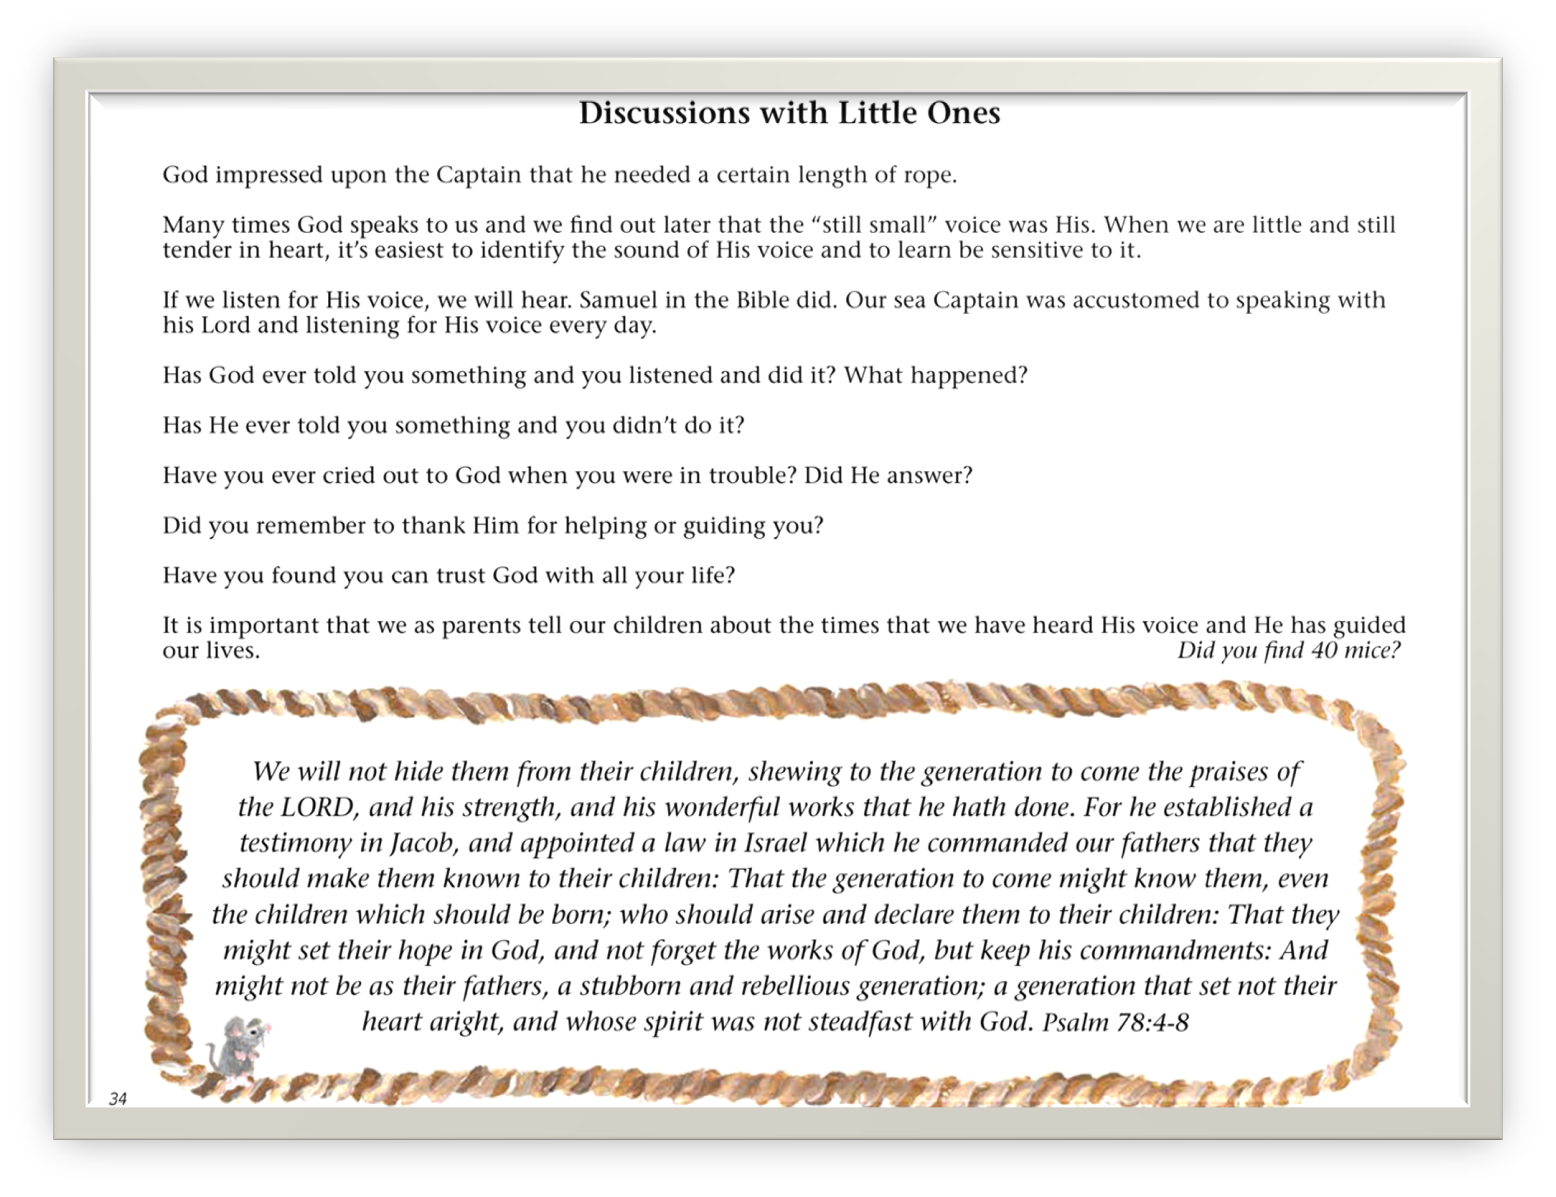 Discussions with Little Ones
God impressed upon the Captain that he needed a certain length of rope.
Many times God speaks to us and we find out later that the “still small” voice was His. When we are little and still
tender in heart, it’s easiest to identify the sound of His voice and to learn be sensitive to it.
If we listen for His voice, we will hear. Samuel in the Bible did. Our sea Captain was accustomed to speaking with
his Lord and listening for His voice every day.
Has God ever told you something and you listened and did it? What happened?
Has He ever told you something and you didn’t do it?
Have you ever cried out to God when you were in trouble? Did He answer?
Did you remember to thank Him for helping or guiding you?
Have you found you can trust God with all your life?
It is important that we as parents tell our children about the times that we have heard His voice and He has guided
our lives. Did you find 40 mice?
We will not hide them from their children, shewing to the generation to come the praises of
the LORD, and his strength, and his wonderful works that he hath done. For he established a
testimony in Jacob, and appointed a law in Israel which he commanded our fathers that they
should make them known to their children: That the generation to come might know them, even
the children which should be born; who should arise and declare them to their children: That they
might set their hope in God, and not forget the works of God, but keep his commandments: And
might not be as their fathers, a stubborn and rebellious generation; a generation that set not their
heart aright, and whose spirit was not steadfast with God. Psalm 78:4-8
34